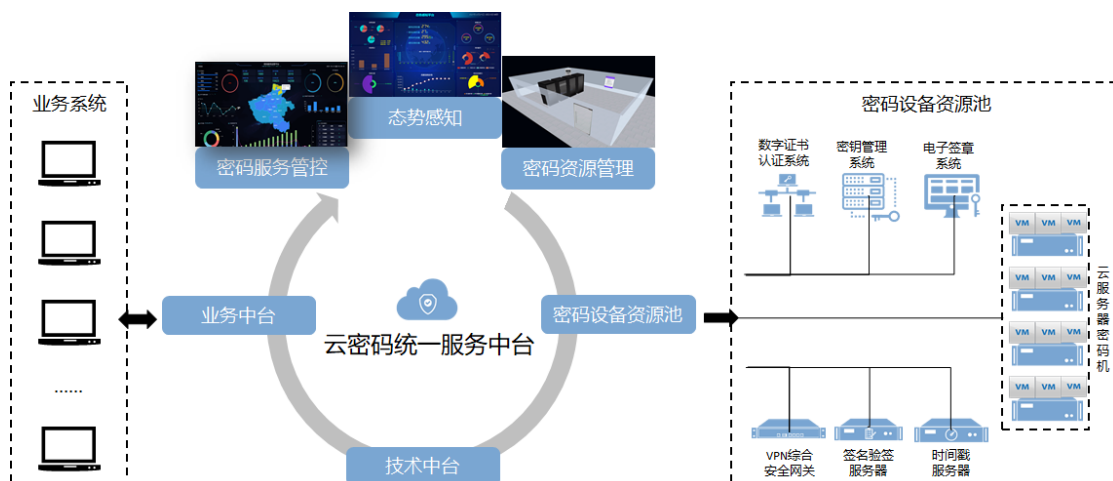 业务系统
......
密码服务管控
态势感知
密码资源管理
业务中台
云密码统一服务中台
密码设备资源池
技术中台
密码设备资源池
数字证书
认证系统
密钥管理
系统
电子签章
系统
VM VM VM
VM VM VM
VM VM VM
VM VM VM
云服务器密码机
VPN综合
安全网关
签名验签
服务器
时间戳
服务器